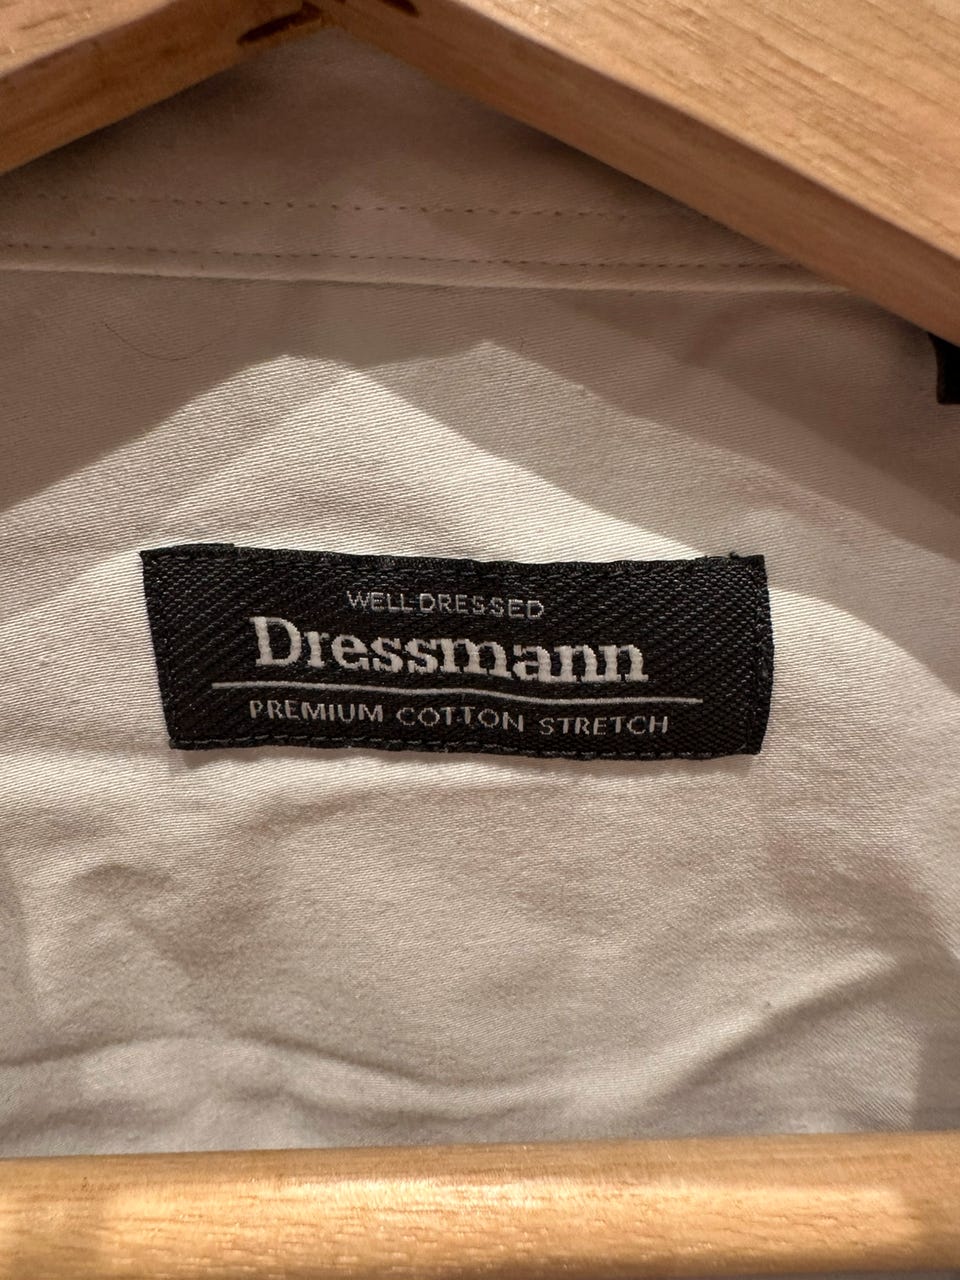 WELL DRESSED
Dressmann
PREMIUM COTTON STRETCH